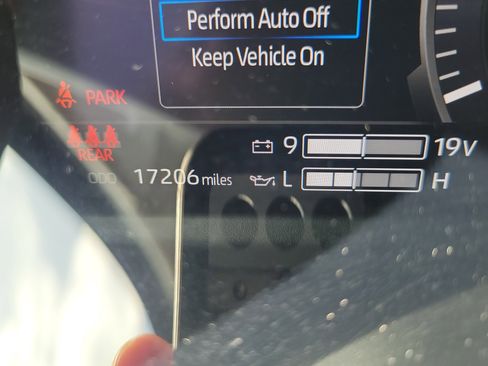 Perform Auto Off
Keep Vehicle On
PARK
REAR
9 19V
ODO 17206 miles
L H